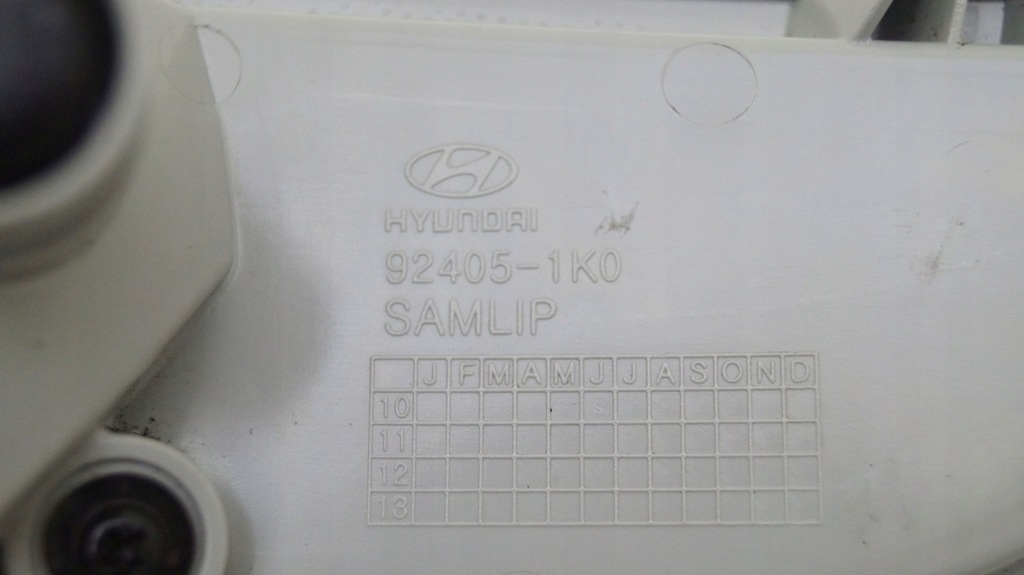 HYUNDAI
92405-1K0
SAMLIP
J F M A M J J A S O N D
10
11
12
13